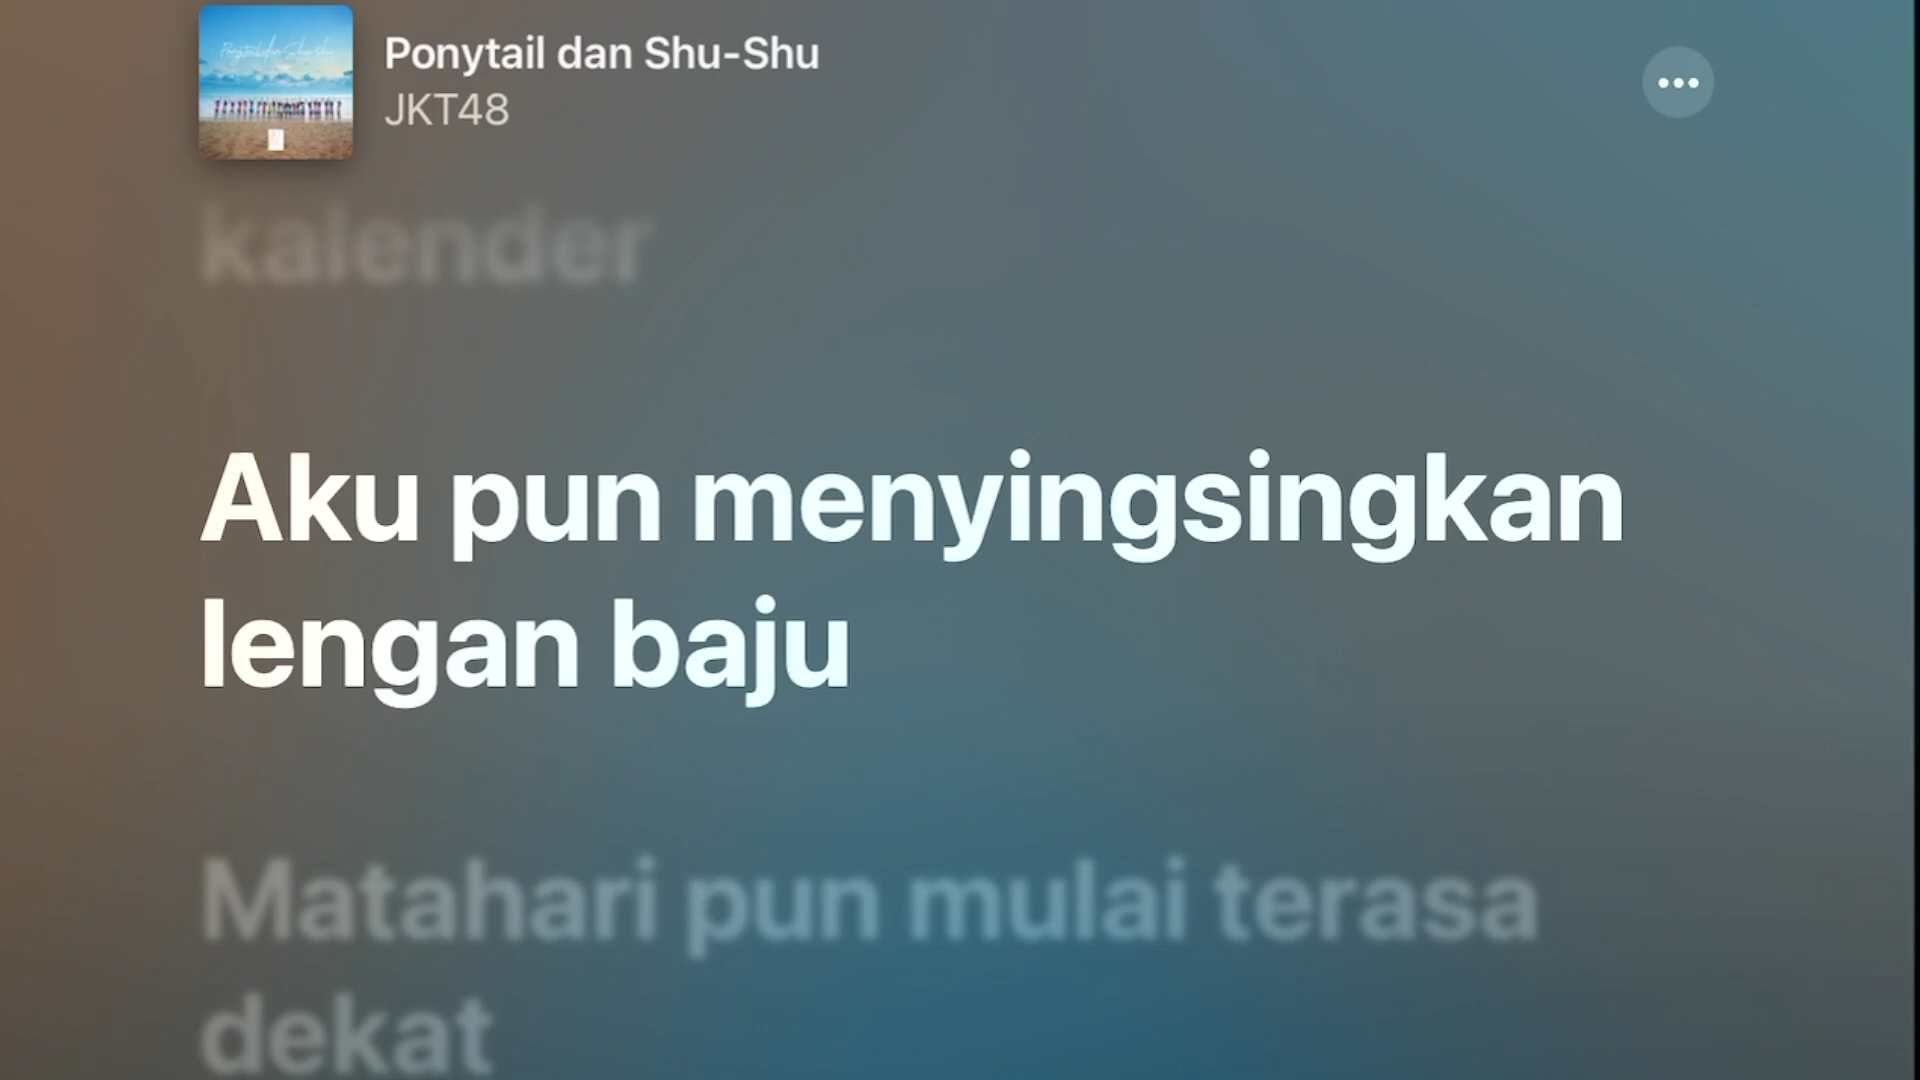 Ponytail dan Shu-Shu
JKT48
kalender
Aku pun menyingsingkan
lengan baju
Matahari pun mulai terasa
dekat